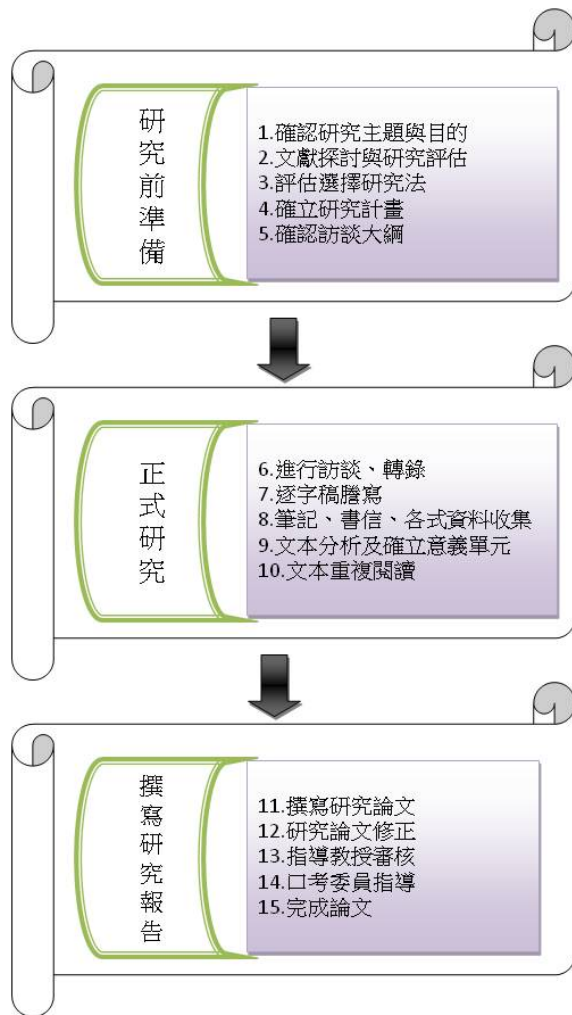 研究前準備
1.確認研究主題與目的
2.文獻探討與研究評估
3.評估選擇研究法
4.確立研究計畫
5.確認訪談大綱
正式研究
6.進行訪談、轉錄
7.逐字稿謄寫
8.筆記、書信、各式資料收集
9.文本分析及確立意義單元
10.文本重複閱讀
撰寫研究報告
11.撰寫研究論文
12.研究論文修正
13.指導教授審核
14.口考委員指導
15.完成論文